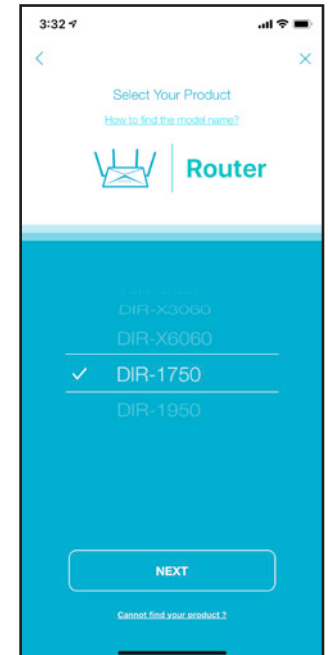 3:32
Select Your Product
How to find the model name?
Router
DIR-X3060
DIR-X6060
DIR-1750
DIR-1950
NEXT
Cannot find your product ?